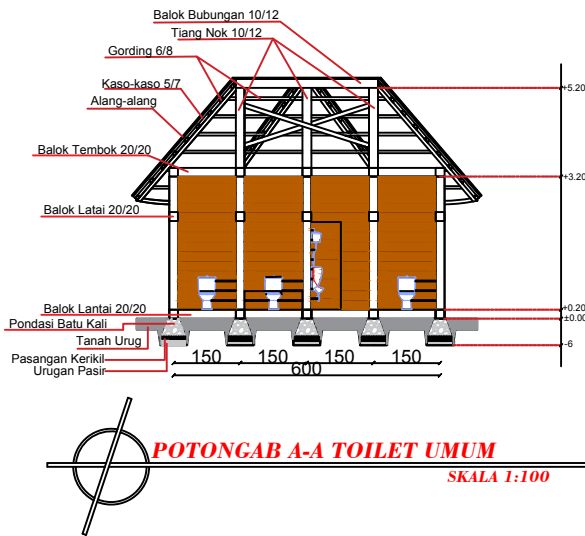 Balok Bubungan 10/12
Tiang Nok 10/12
Gording 6/8
Kaso-kaso 5/7
Alang-alang
Balok Tembok 20/20
Balok Latai 20/20
Balok Lantai 20/20
Pondasi Batu Kali
Tanah Urug
Pasangan Kerikil
Urugan Pasir
+5.20
+3.20
+0.20
±0.00
-6
150 150 150 150
600
POTONGAB A-A TOILET UMUM
SKALA 1:100